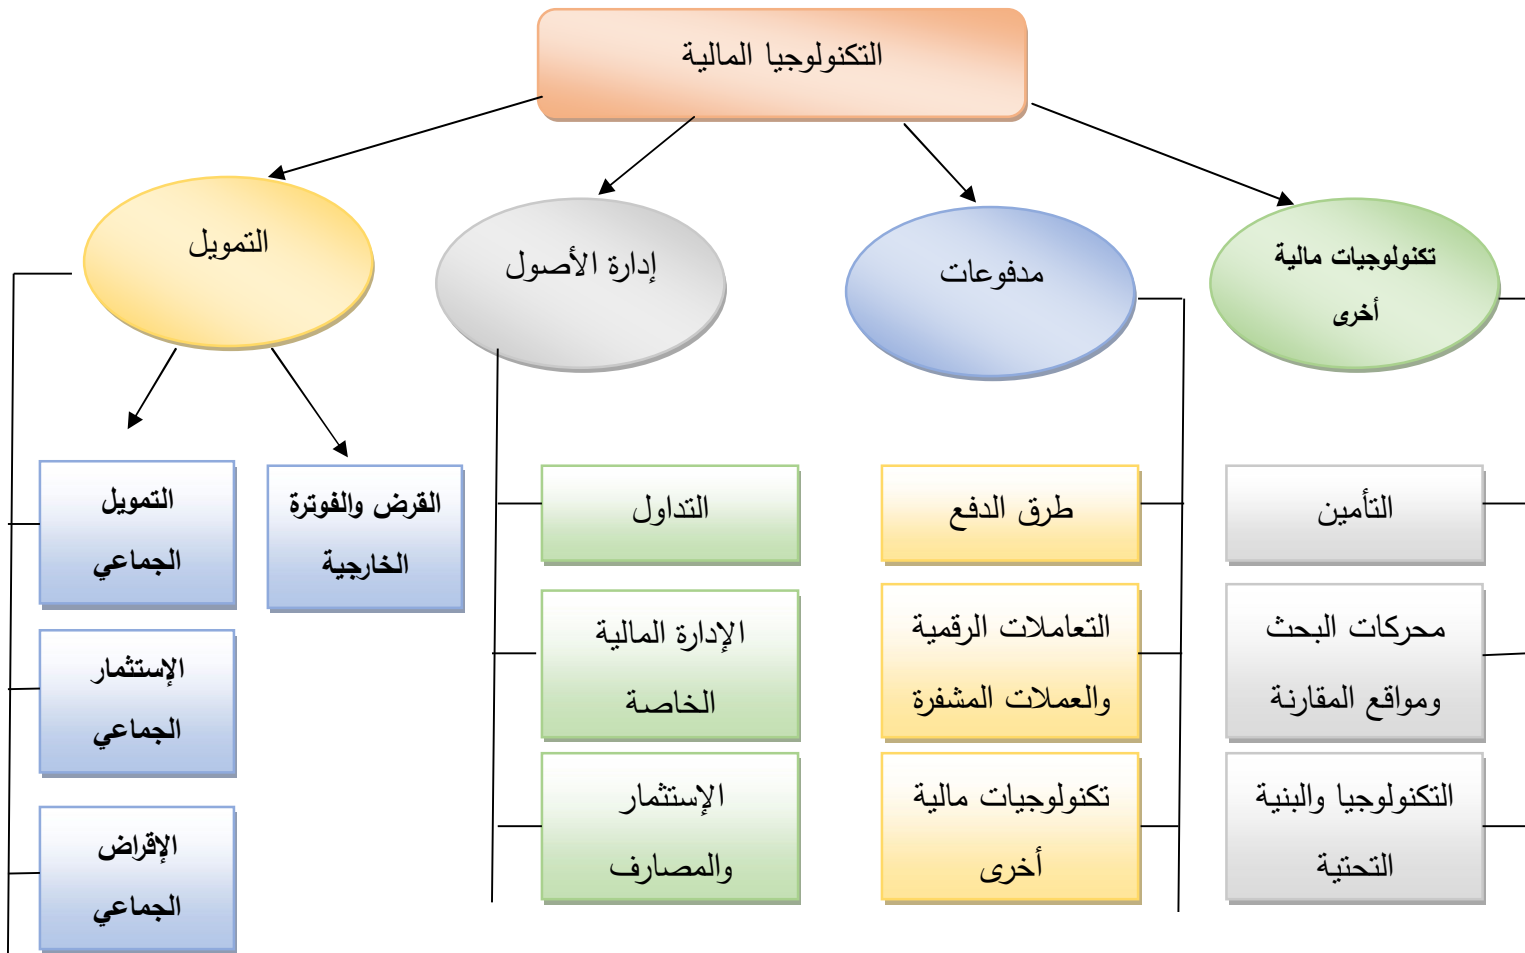 التكنولوجيا المالية
تكنولوجيات مالية
أخرى
مدفوعات
إدارة الأصول
التمويل
التأمين
محركات البحث
ومواقع المقارنة
التكنولوجيا والبنية
التحتية
طرق الدفع
التعاملات الرقمية
والعملات المشفرة
تكنولوجيات مالية
أخرى
التداول
الإدارة المالية
الخاصة
الإستثمار
والمصارف
القرض والفوترة
الخارجية
التمويل
الجماعي
الإستثمار
الجماعي
الإقراض
الجماعي